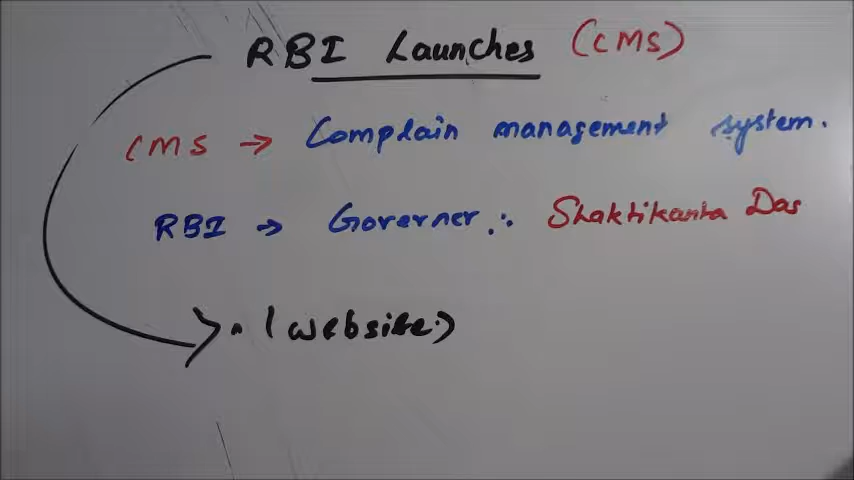 RBI Launches (CMS)
CMS → Complain management system.
RBI → Governer :. Shaktikanta Das
(website:)